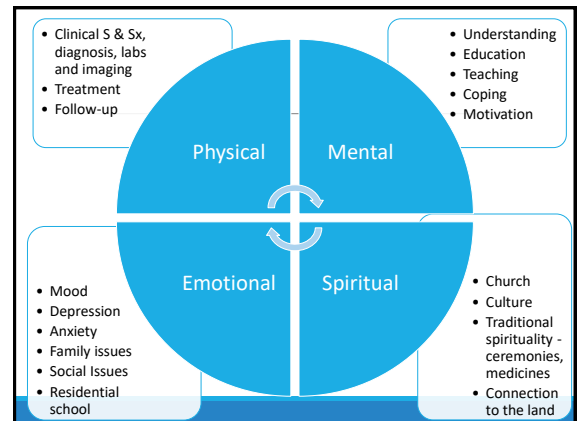 • Clinical S & Sx,
diagnosis, labs
and imaging
• Treatment
• Follow-up
• Understanding
• Education
• Teaching
• Coping
• Motivation
Physical
Mental
Emotional
Spiritual
• Mood
• Depression
• Anxiety
• Family issues
• Social Issues
• Residential
school
• Church
• Culture
• Traditional
spirituality -
ceremonies,
medicines
• Connection
to the land